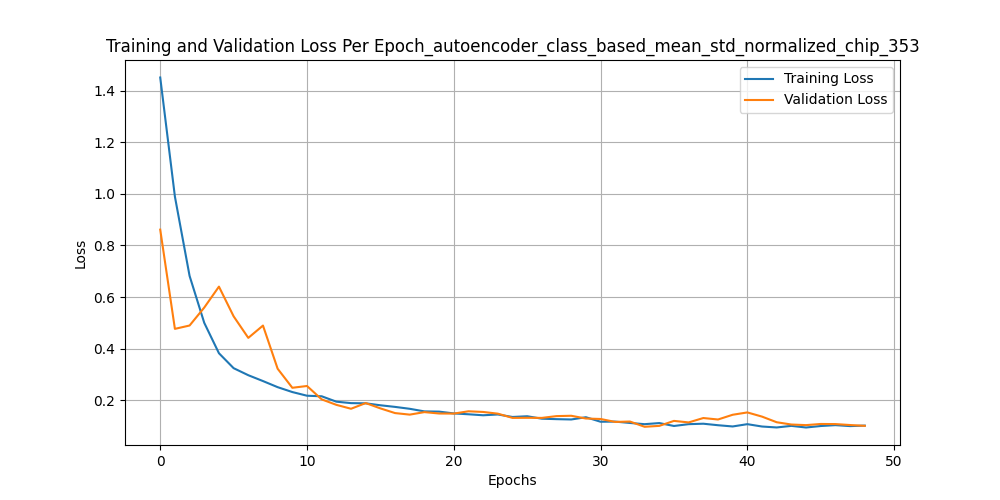 Training and Validation Loss Per Epoch_autoencoder_class_based_mean_std_normalized_chip_353
Training Loss
Validation Loss
Loss
1.4
1.2
1.0
0.8
0.6
0.4
0.2
0
10
20
30
40
50
Epochs